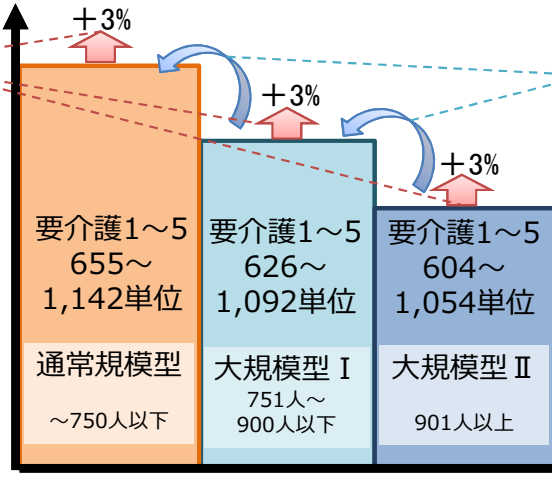 ＋3%
＋3%
＋3%
要介護1～5
655～
1,142単位
通常規模型
～750人以下
要介護1～5
626～
1,092単位
大規模型Ⅰ
751人～
900人以下
要介護1～5
604～
1,054単位
大規模型Ⅱ
901人以上